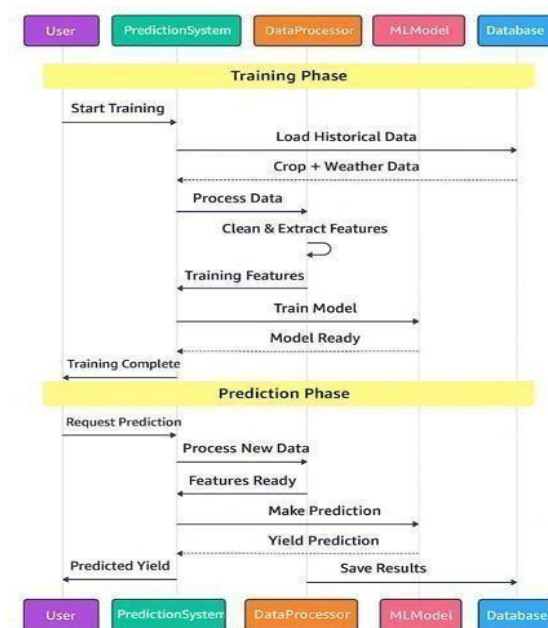 User PredictionSystem DataProcessor MLModel Database
Training Phase
Start Training
Load Historical Data
Crop + Weather Data
Process Data
Clean & Extract Features
Training Features
Train Model
Model Ready
Training Complete
Prediction Phase
Request Prediction
Process New Data
Features Ready
Make Prediction
Yield Prediction
Predicted Yield Save Results
User PredictionSystem DataProcessor MLModel Database